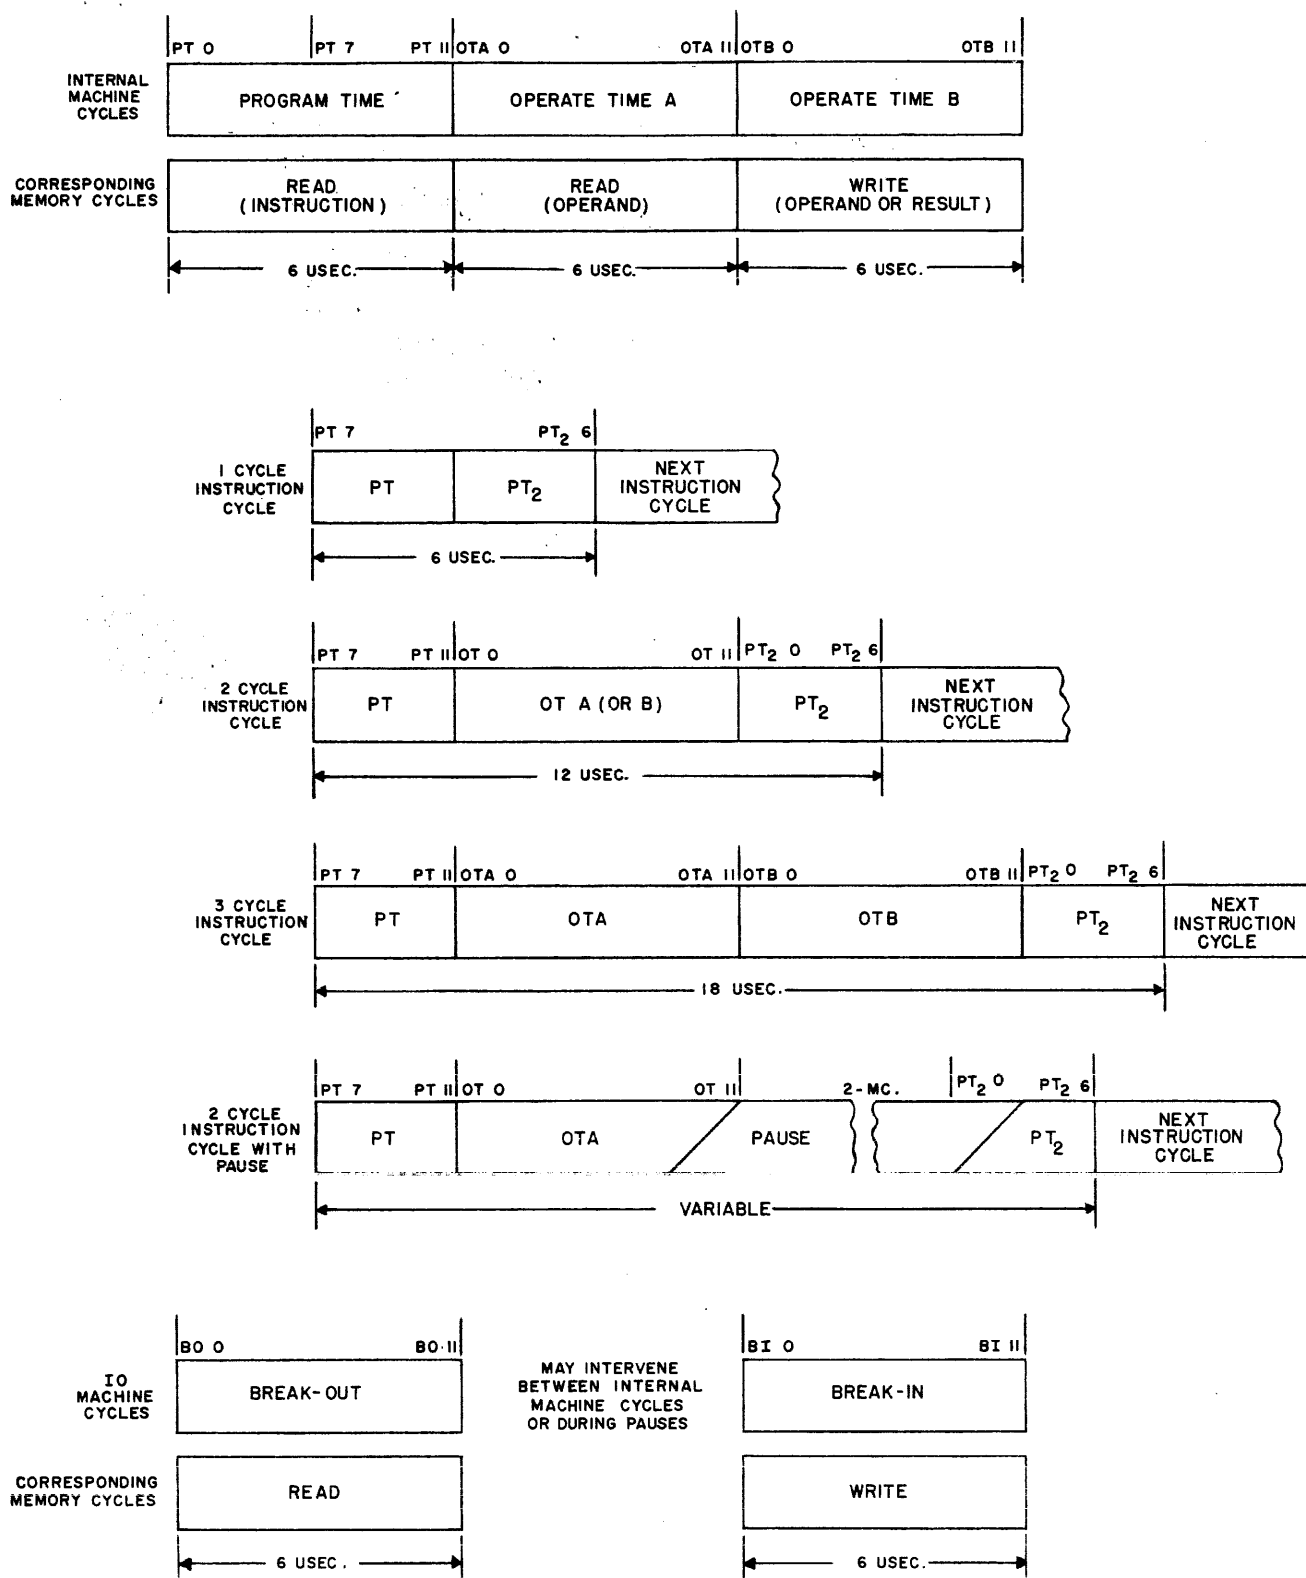 PT 0 PT 7 PT 11 OTA 0 OTA 11 OTB 0 OTB 11
INTERNAL
MACHINE
CYCLES
PROGRAM TIME
OPERATE TIME A
OPERATE TIME B
CORRESPONDING
MEMORY CYCLES
READ
(INSTRUCTION)
READ
(OPERAND)
WRITE
(OPERAND OR RESULT)
6 USEC. 6 USEC. 6 USEC.
PT 7 PT2 6
1 CYCLE
INSTRUCTION
CYCLE
PT
PT2
NEXT
INSTRUCTION
CYCLE
6 USEC.
PT 7 PT 11 OT 0 OT 11 PT2 0 PT2 6
2 CYCLE
INSTRUCTION
CYCLE
PT
OT A (OR B)
PT2
NEXT
INSTRUCTION
CYCLE
12 USEC.
PT 7 PT 11 OTA 0 OTA 11 OTB 0 OTB 11 PT2 0 PT2 6
3 CYCLE
INSTRUCTION
CYCLE
PT
OTA
OTB
PT2
NEXT
INSTRUCTION
CYCLE
18 USEC.
PT 7 PT 11 OT 0 OT 11 2-MC. PT2 0 PT2 6
2 CYCLE
INSTRUCTION
CYCLE WITH
PAUSE
PT
OTA
PAUSE
PT2
NEXT
INSTRUCTION
CYCLE
VARIABLE
BO 0 BO 11
IO
MACHINE
CYCLES
BREAK-OUT
MAY INTERVENE
BETWEEN INTERNAL
MACHINE CYCLES
OR DURING PAUSES
BI 0 BI 11
BREAK-IN
CORRESPONDING
MEMORY CYCLES
READ
WRITE
6 USEC. 6 USEC.